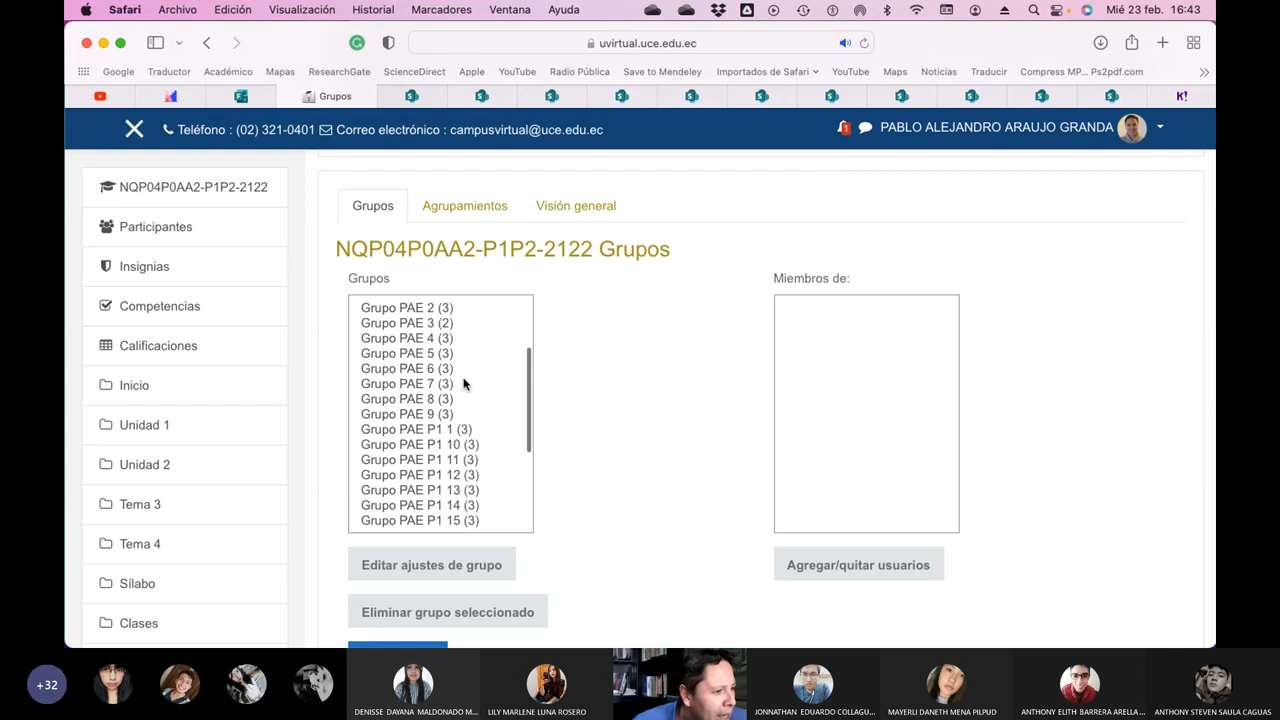 Safari Archivo Edición Visualización Historial Marcadores Ventana Ayuda Mié 23 feb. 16:43
uvirtual.uce.edu.ec
Google Traductor Académico Mapas ResearchGate ScienceDirect Apple YouTube Radio Pública Save to Mendeley Importados de Safari YouTube Maps Noticias Traducir Compress MP... Ps2pdf.com
Grupos
Teléfono : (02) 321-0401 Correo electrónico : campusvirtual@uce.edu.ec 1 PABLO ALEJANDRO ARAUJO GRANDA
NQP04P0AA2-P1P2-2122
Participantes
Insignias
Competencias
Calificaciones
Inicio
Unidad 1
Unidad 2
Tema 3
Tema 4
Sílabo
Clases
Grupos Agrupamientos Visión general
NQP04P0AA2-P1P2-2122 Grupos
Grupos
Grupo PAE 2 (3)
Grupo PAE 3 (2)
Grupo PAE 4 (3)
Grupo PAE 5 (3)
Grupo PAE 6 (3)
Grupo PAE 7 (3)
Grupo PAE 8 (3)
Grupo PAE 9 (3)
Grupo PAE P1 1 (3)
Grupo PAE P1 10 (3)
Grupo PAE P1 11 (3)
Grupo PAE P1 12 (3)
Grupo PAE P1 13 (3)
Grupo PAE P1 14 (3)
Grupo PAE P1 15 (3)
Editar ajustes de grupo
Eliminar grupo seleccionado
Miembros de:
Agregar/quitar usuarios
+32
DENISSE DAYANA MALDONADO M...
LILY MARLENE LUNA ROSERO
JONNATHAN EDUARDO COLLAGU...
MAYERLI DANETH MENA PILPUD
ANTHONY ELITH BARRERA ARELLA...
ANTHONY STEVEN SAULA CAGUAS